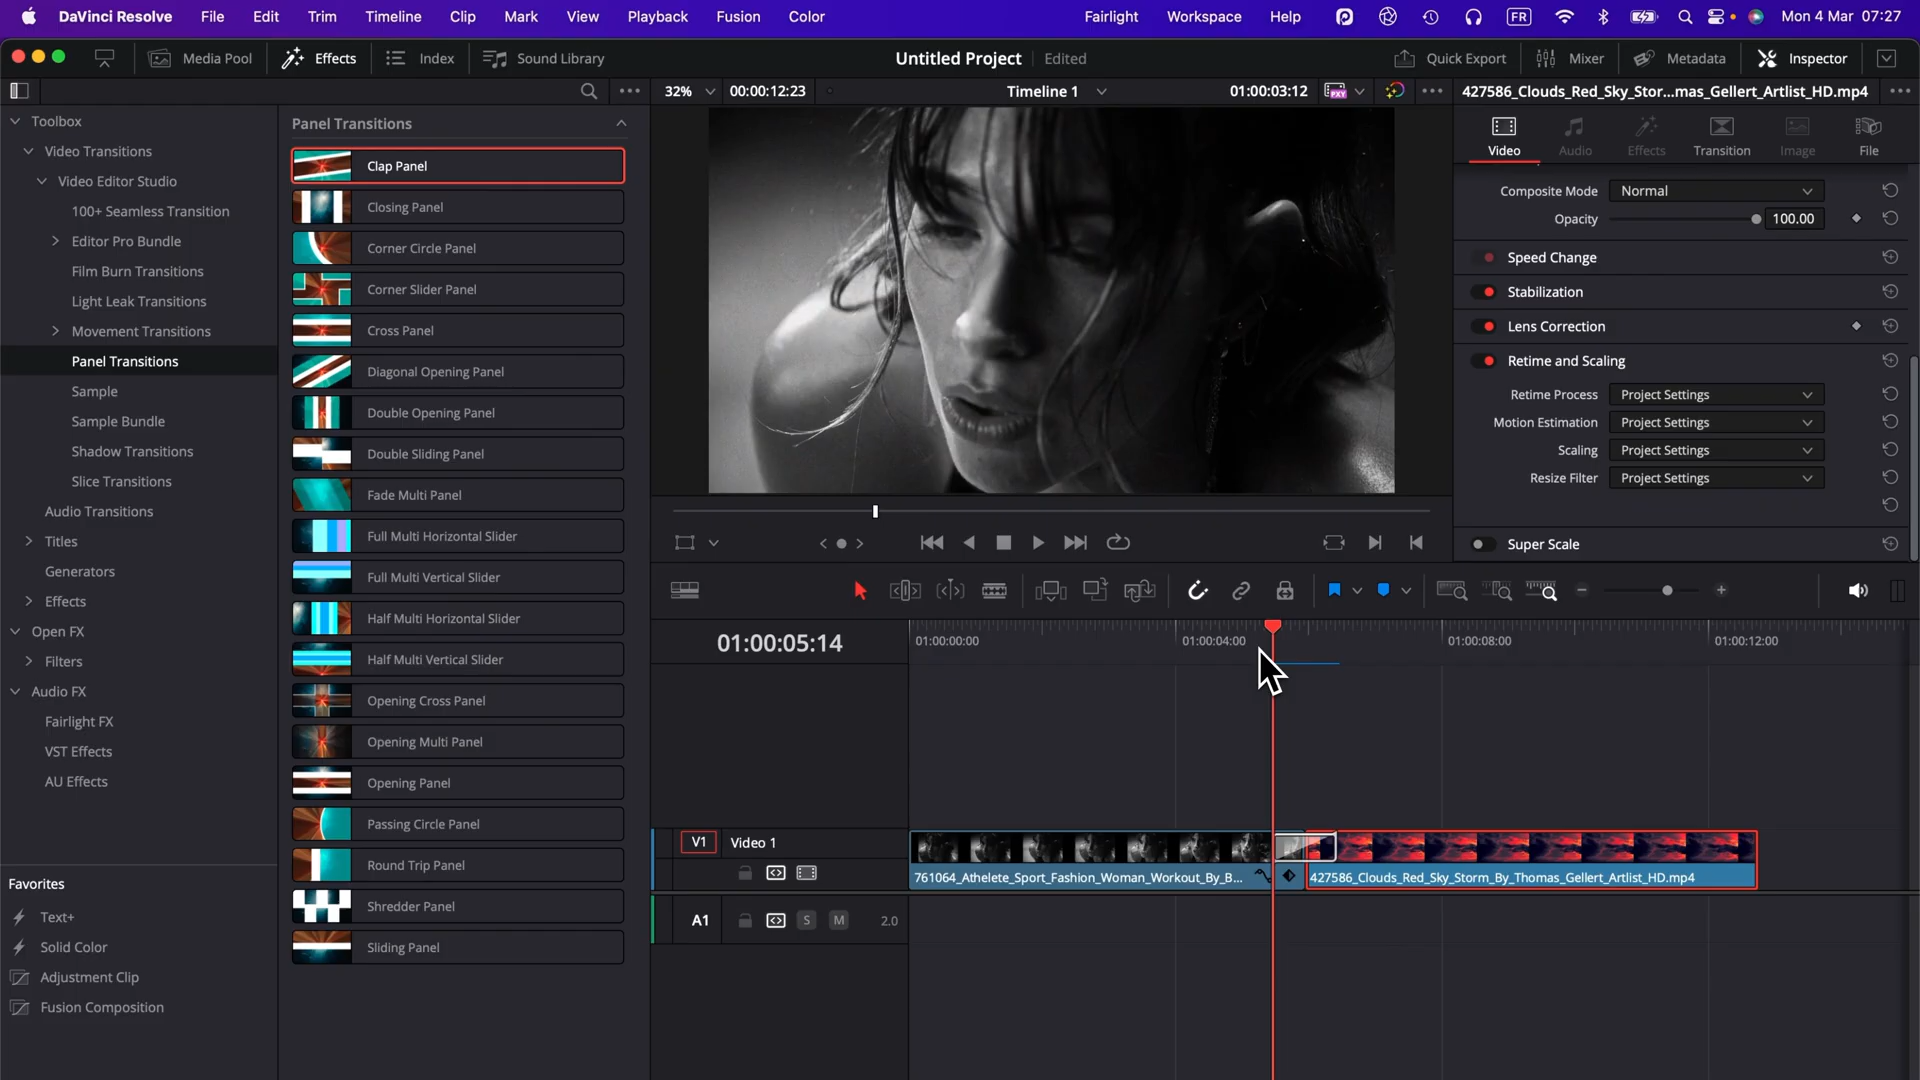 DaVinci Resolve File Edit Trim Timeline Clip Mark View Playback Fusion Color Fairlight Workspace Help FR Mon 4 Mar 07:27
Media Pool Effects Index Sound Library Untitled Project Edited Quick Export Mixer Metadata Inspector
32% 00:00:12:23 Timeline 1 01:00:03:12 PXY 427586_Clouds_Red_Sky_Stor...mas_Gellert_Artlist_HD.mp4
Toolbox
Video Transitions
Video Editor Studio
100+ Seamless Transition
Editor Pro Bundle
Film Burn Transitions
Light Leak Transitions
Movement Transitions
Panel Transitions
Sample
Sample Bundle
Shadow Transitions
Slice Transitions
Audio Transitions
Titles
Generators
Effects
Open FX
Filters
Audio FX
Fairlight FX
VST Effects
AU Effects
Favorites
Text+
Solid Color
Adjustment Clip
Fusion Composition
Panel Transitions
Clap Panel
Closing Panel
Corner Circle Panel
Corner Slider Panel
Cross Panel
Diagonal Opening Panel
Double Opening Panel
Double Sliding Panel
Fade Multi Panel
Full Multi Horizontal Slider
Full Multi Vertical Slider
Half Multi Horizontal Slider
Half Multi Vertical Slider
Opening Cross Panel
Opening Multi Panel
Opening Panel
Passing Circle Panel
Round Trip Panel
Shredder Panel
Sliding Panel
Video Audio Effects Transition Image File
Composite Mode Normal
Opacity 100.00
Speed Change
Stabilization
Lens Correction
Retime and Scaling
Retime Process Project Settings
Motion Estimation Project Settings
Scaling Project Settings
Resize Filter Project Settings
Super Scale
01:00:05:14 01:00:00:00 01:00:04:00 01:00:08:00 01:00:12:00
V1 Video 1
761064_Athelete_Sport_Fashion_Woman_Workout_By_B... 427586_Clouds_Red_Sky_Storm_By_Thomas_Gellert_Artlist_HD.mp4
A1 S M 2.0